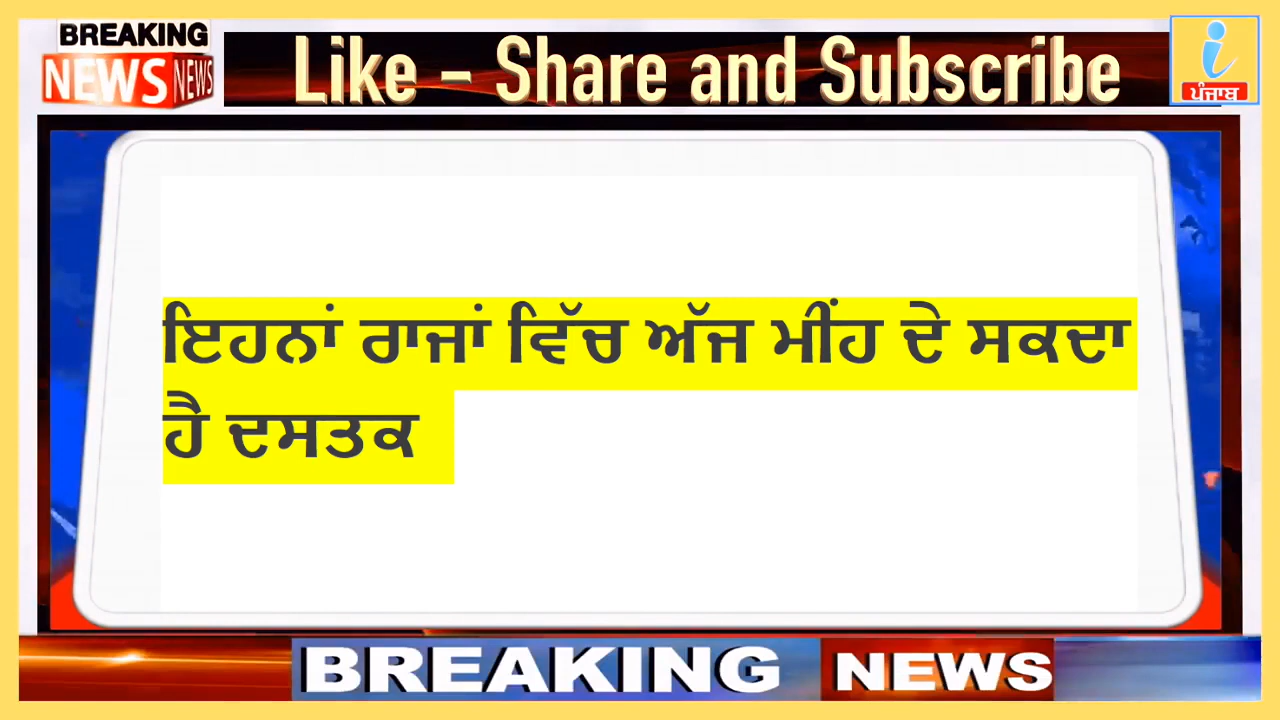 BREAKING
NEWS NEWS
Like - Share and Subscribe
i
ਪੰਜਾਬ
ਇਹਨਾਂ ਰਾਜਾਂ ਵਿੱਚ ਅੱਜ ਮੀਂਹ ਦੇ ਸਕਦਾ
ਹੈ ਦਸਤਕ
BREAKING NEWS